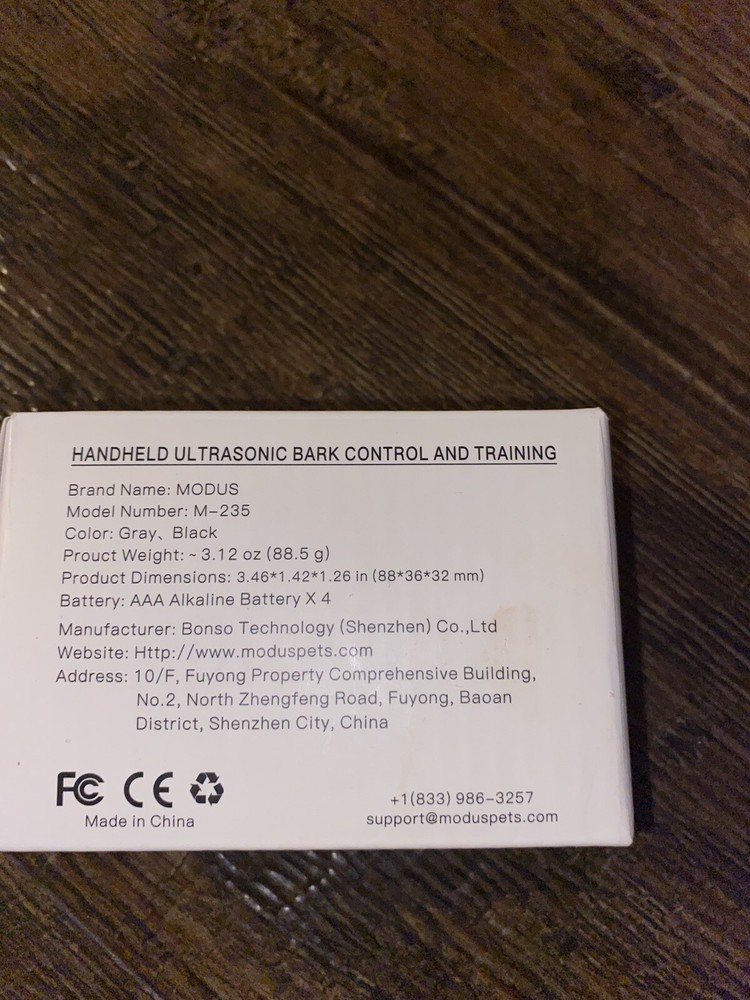 HANDHELD ULTRASONIC BARK CONTROL AND TRAINING
Brand Name: MODUS
Model Number: M-235
Color: Gray、Black
Prouct Weight: ~ 3.12 oz (88.5 g)
Product Dimensions: 3.46*1.42*1.26 in (88*36*32 mm)
Battery: AAA Alkaline Battery X 4
Manufacturer: Bonso Technology (Shenzhen) Co.,Ltd
Website: Http://www.moduspets.com
Address: 10/F, Fuyong Property Comprehensive Building,
No.2, North Zhengfeng Road, Fuyong, Baoan
District, Shenzhen City, China
FC CE
Made in China
+1(833) 986-3257
support@moduspets.com